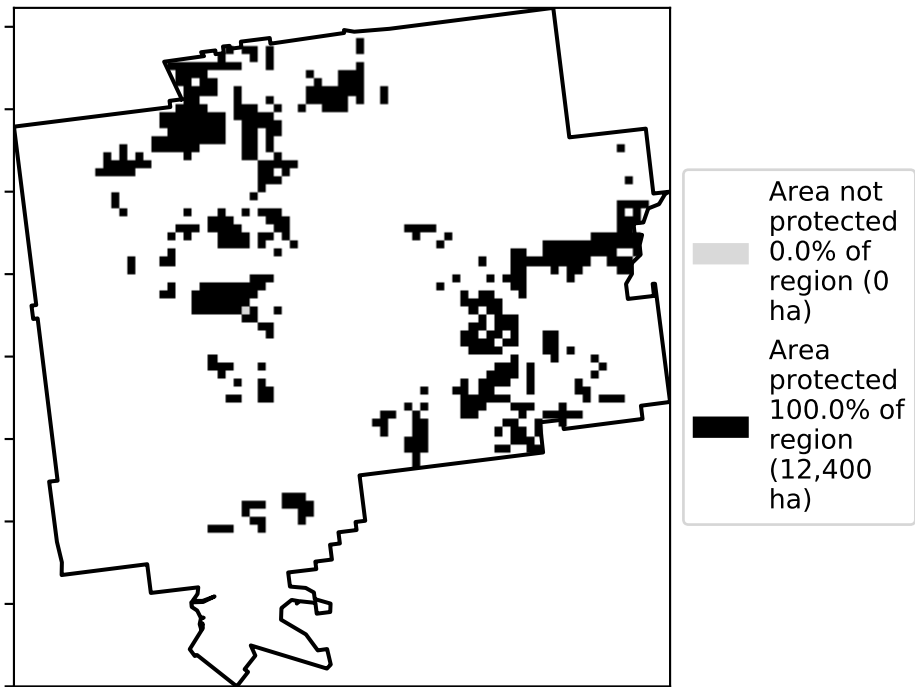 Area not
protected
0.0% of
region (0
ha)
Area
protected
100.0% of
region
(12,400
ha)